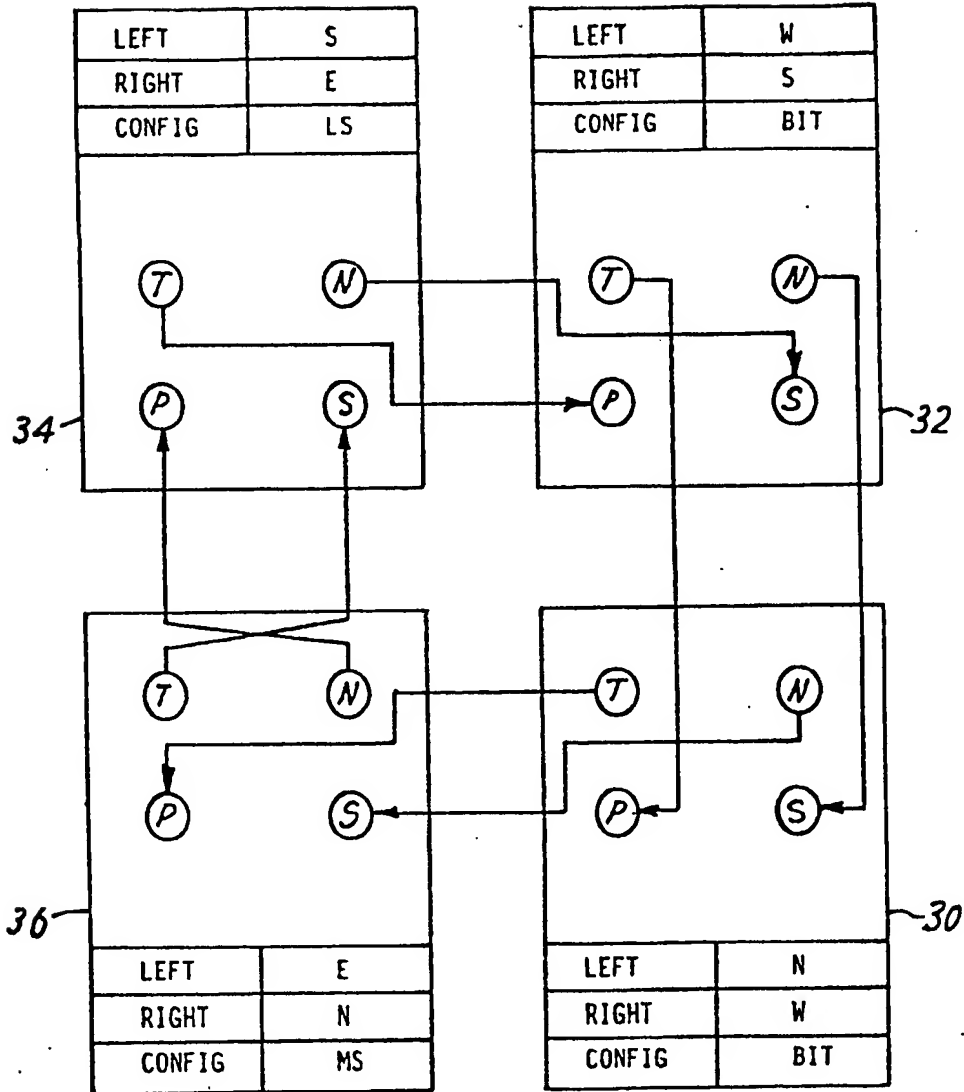 LEFT S
RIGHT E
CONFIG LS
LEFT W
RIGHT S
CONFIG BIT
T N
P S
34
T N
P S
32
T N
P S
36
T N
P S
30
LEFT E
RIGHT N
CONFIG MS
LEFT N
RIGHT W
CONFIG BIT